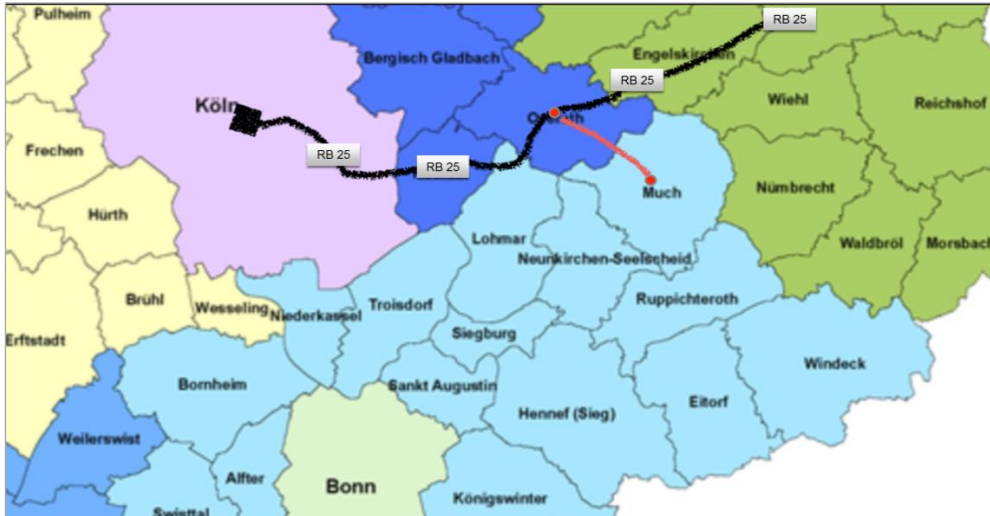 Pulheim
RB 25
Bergisch Gladbach
Engelskirchen
RB 25
Wiehl
Reichshof
Köln
Overath
Frechen
RB 25
RB 25
Much
Nümbrecht
Hürth
Lohmar
Waldbröl
Morsbach
Neunkirchen-Seelscheid
Brühl
Wesseling
Niederkassel
Troisdorf
Ruppichteroth
Erftstadt
Siegburg
Windeck
Bornheim
Sankt Augustin
Eitorf
Hennef (Sieg)
Weilerswist
Alfter
Bonn
Königswinter
Swisttal